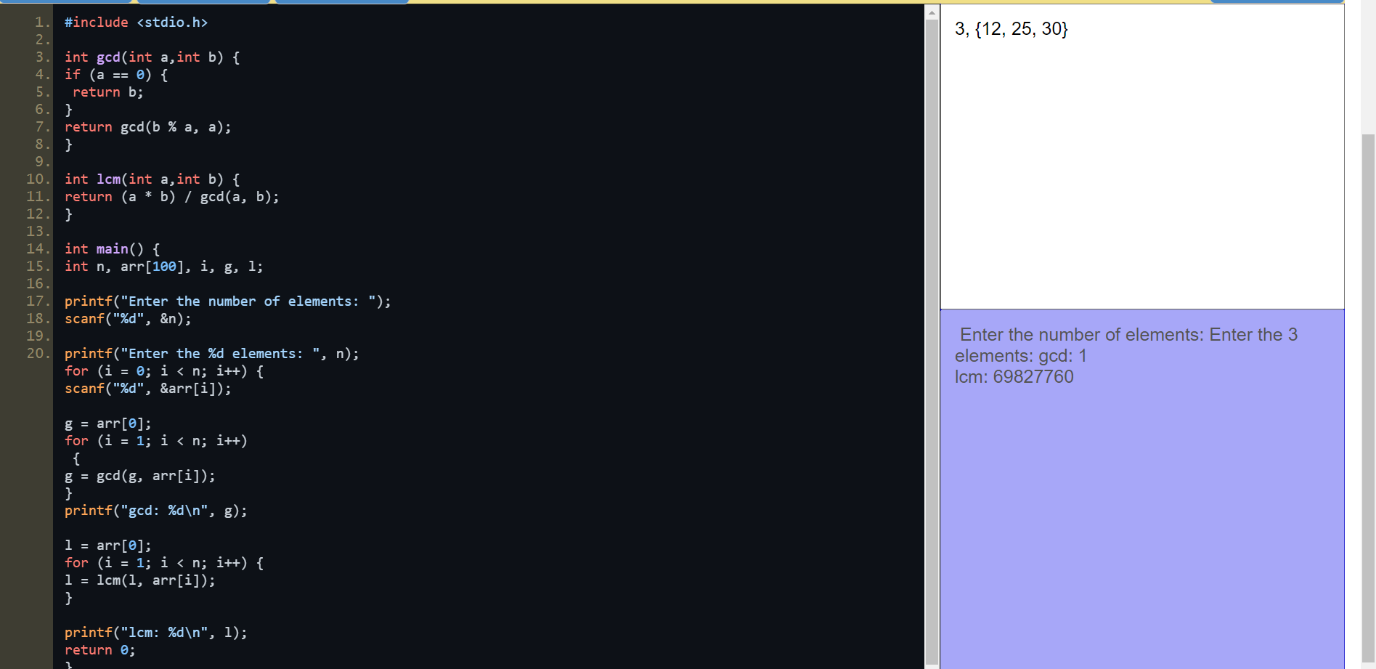 1. #include <stdio.h>
2.
3. int gcd(int a,int b) {
4. if (a == 0) {
5.  return b;
6. }
7. return gcd(b % a, a);
8. }
9.
10. int lcm(int a,int b) {
11. return (a * b) / gcd(a, b);
12. }
13.
14. int main() {
15. int n, arr[100], i, g, l;
16.
17. printf("Enter the number of elements: ");
18. scanf("%d", &n);
19.
20. printf("Enter the %d elements: ", n);
for (i = 0; i < n; i++) {
scanf("%d", &arr[i]);

g = arr[0];
for (i = 1; i < n; i++)
 {
g = gcd(g, arr[i]);
}
printf("gcd: %d\n", g);

l = arr[0];
for (i = 1; i < n; i++) {
l = lcm(l, arr[i]);
}

printf("lcm: %d\n", l);
return 0;
}
3, {12, 25, 30}
Enter the number of elements: Enter the 3
elements: gcd: 1
lcm: 69827760